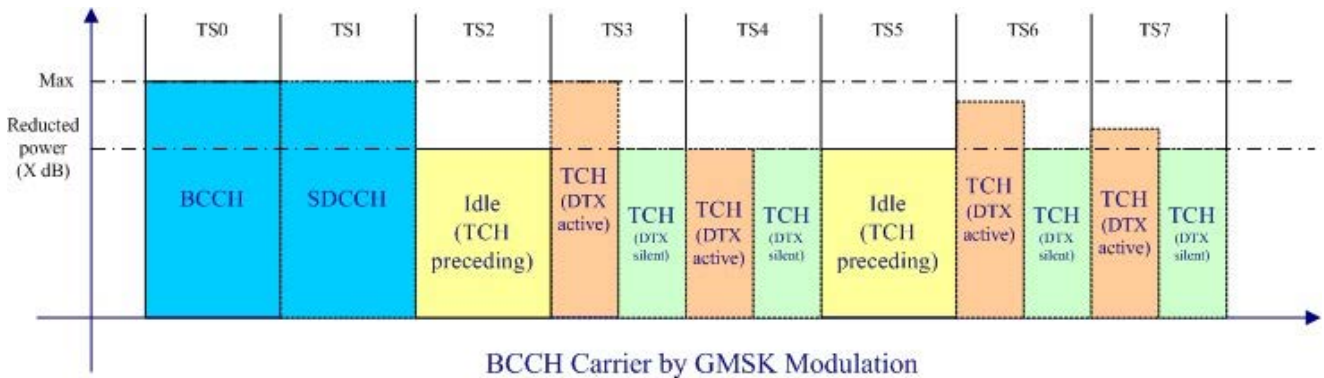 TS0 TS1 TS2 TS3 TS4 TS5 TS6 TS7
Max
Reducted
power
(X dB)
BCCH
SDCCH
Idle
(TCH
preceding)
TCH
(DTX
active)
TCH
(DTX
silent)
TCH
(DTX
active)
TCH
(DTX
silent)
Idle
(TCH
preceding)
TCH
(DTX
active)
TCH
(DTX
silent)
TCH
(DTX
active)
TCH
(DTX
silent)
BCCH Carrier by GMSK Modulation